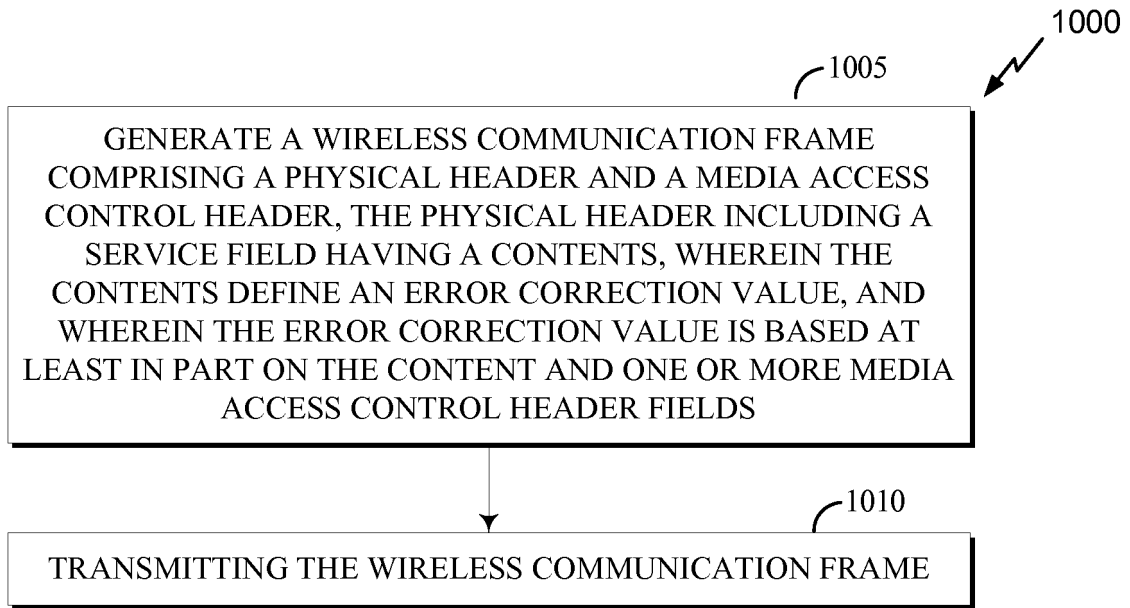 1000
1005
GENERATE A WIRELESS COMMUNICATION FRAME
COMPRISING A PHYSICAL HEADER AND A MEDIA ACCESS
CONTROL HEADER, THE PHYSICAL HEADER INCLUDING A
SERVICE FIELD HAVING A CONTENTS, WHEREIN THE
CONTENTS DEFINE AN ERROR CORRECTION VALUE, AND
WHEREIN THE ERROR CORRECTION VALUE IS BASED AT
LEAST IN PART ON THE CONTENT AND ONE OR MORE MEDIA
ACCESS CONTROL HEADER FIELDS
1010
TRANSMITTING THE WIRELESS COMMUNICATION FRAME